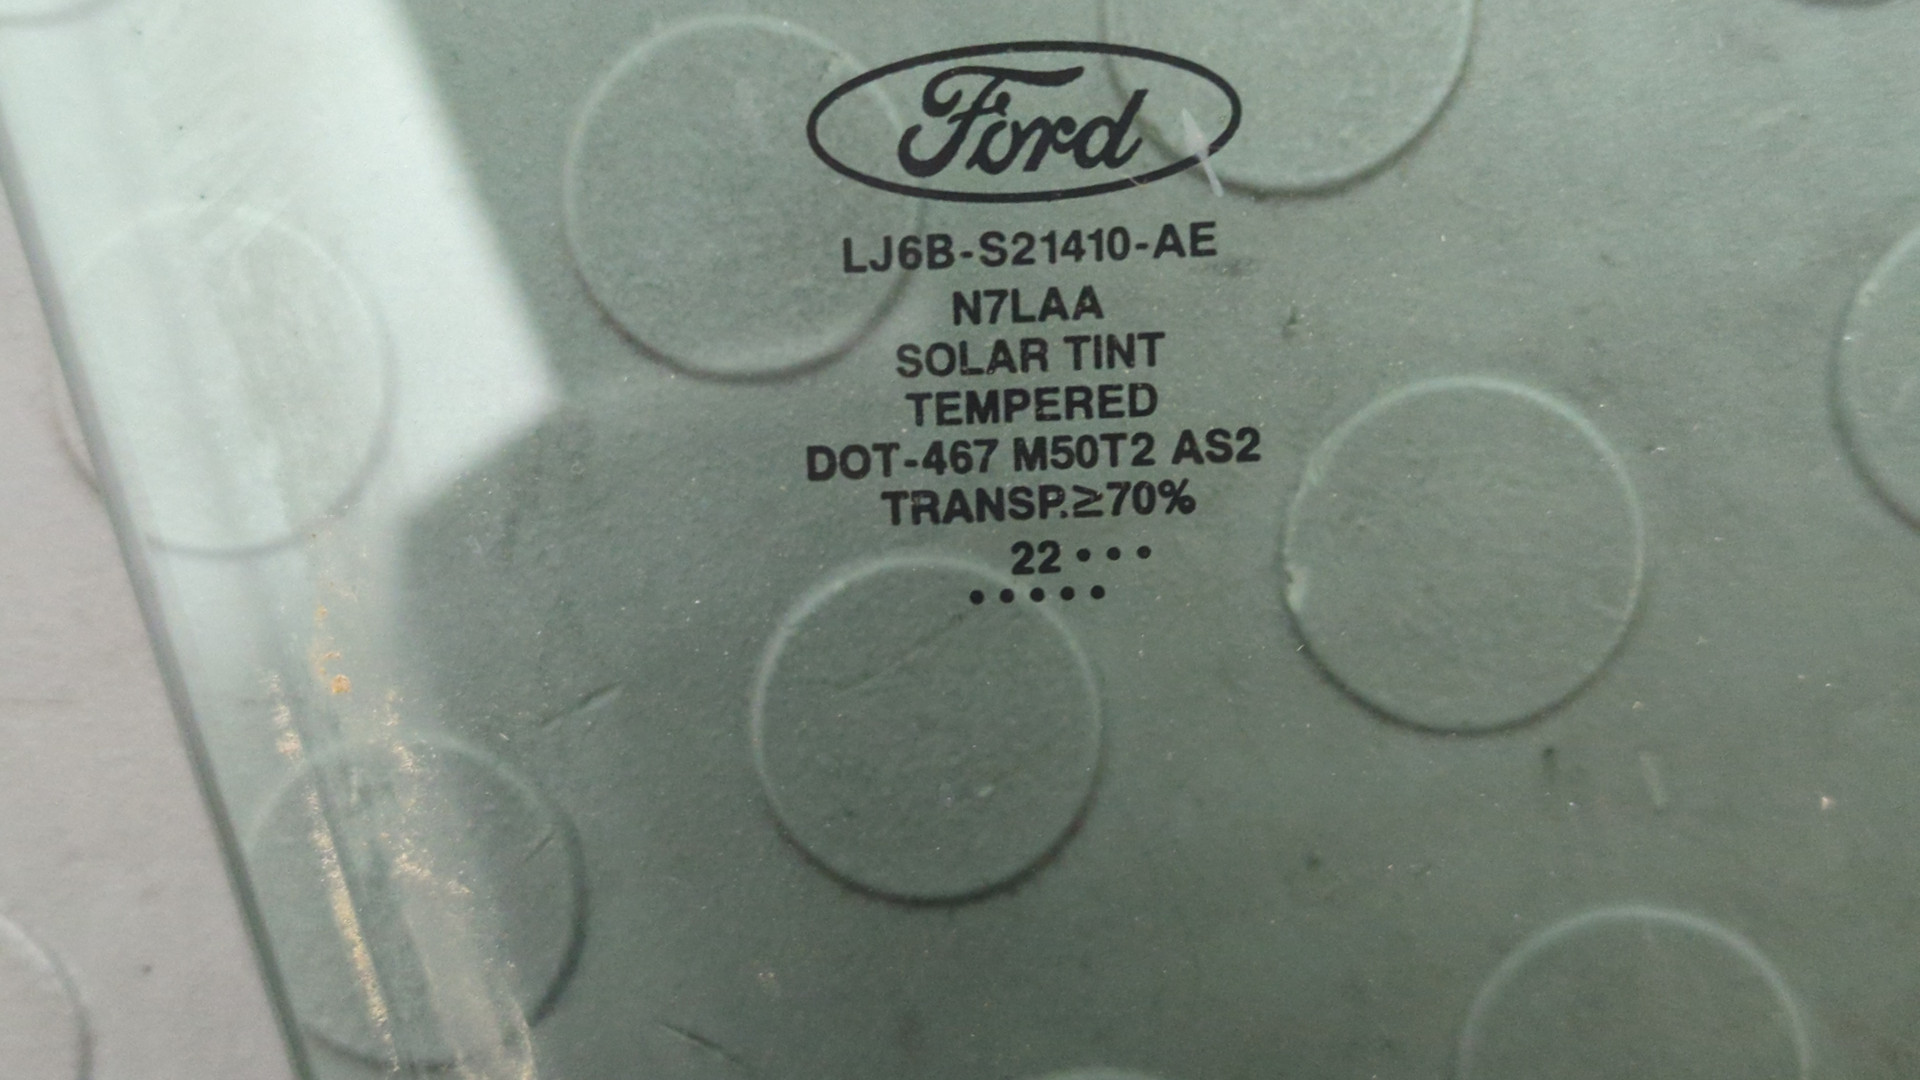 Ford
LJ6B-S21410-AE
N7LAA
SOLAR TINT
TEMPERED
DOT-467 M50T2 AS2
TRANSP.≥70%
22•••
•••••